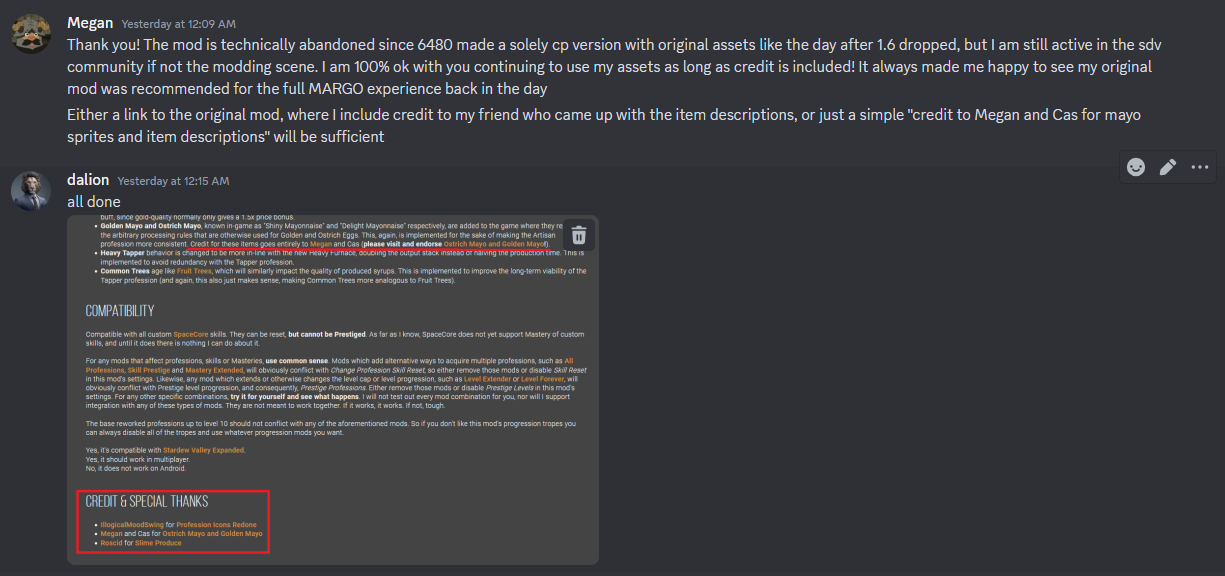 Megan Yesterday at 12:09 AM
Thank you! The mod is technically abandoned since 6480 made a solely cp version with original assets like the day after 1.6 dropped, but I am still active in the sdv
community if not the modding scene. I am 100% ok with you continuing to use my assets as long as credit is included! It always made me happy to see my original
mod was recommended for the full MARGO experience back in the day
Either a link to the original mod, where I include credit to my friend who came up with the item descriptions, or just a simple "credit to Megan and Cas for mayo
sprites and item descriptions" will be sufficient
dalion Yesterday at 12:15 AM
all done
buff, since gold-quality normally only gives a 1.5x price bonus.
• Golden Mayo and Ostrich Mayo, known in-game as "Shiny Mayonnaise" and "Delight Mayonnaise" respectively, are added to the game where they re
the arbitrary processing rules that are otherwise used for Golden and Ostrich Eggs. This, again, is implemented for the sake of making the Artisan
profession more consistent. Credit for these items goes entirely to Megan and Cas (please visit and endorse Ostrich Mayo and Golden Mayo!).
• Heavy Tapper behavior is changed to be more in-line with the new Heavy Furnace, doubling the output stack instead of halving the production time. This is
implemented to avoid redundancy with the Tapper profession.
• Common Trees age like Fruit Trees, which will similarly impact the quality of produced syrups. This is implemented to improve the long-term viability of the
Tapper profession (and again, this also just makes sense, making Common Trees more analogous to Fruit Trees).
COMPATIBILITY
Compatible with all custom SpaceCore skills. They can be reset, but cannot be Prestiged. As far as I know, SpaceCore does not yet support Mastery of custom
skills, and until it does there is nothing I can do about it.
For any mods that affect professions, skills or Masteries, use common sense. Mods which add alternative ways to acquire multiple professions, such as All
Professions, Skill Prestige and Mastery Extended, will obviously conflict with Change Profession Skill Reset, so either remove those mods or disable Skill Reset
in this mod's settings. Likewise, any mod which extends or otherwise changes the level cap or level progression, such as Level Extender or Level Forever, will
obviously conflict with Prestige level progression, and consequently, Prestige Professions. Either remove those mods or disable Prestige Levels in this mod's
settings. For any other specific combinations, try it for yourself and see what happens. I will not test out every mod combination for you, nor will I support
integration with any of these types of mods. They are not meant to work together. If it works, it works. If not, tough.
The base reworked professions up to level 10 should not conflict with any of the aforementioned mods. So if you don't like this mod's progression tropes you
can always disable all of the tropes and use whatever progression mods you want.
Yes, it's compatible with Stardew Valley Expanded.
Yes, it should work in multiplayer.
No, it does not work on Android.
CREDIT & SPECIAL THANKS
• IllogicalMoodSwing for Profession Icons Redone
• Megan and Cas for Ostrich Mayo and Golden Mayo
• Roscid for Slime Produce